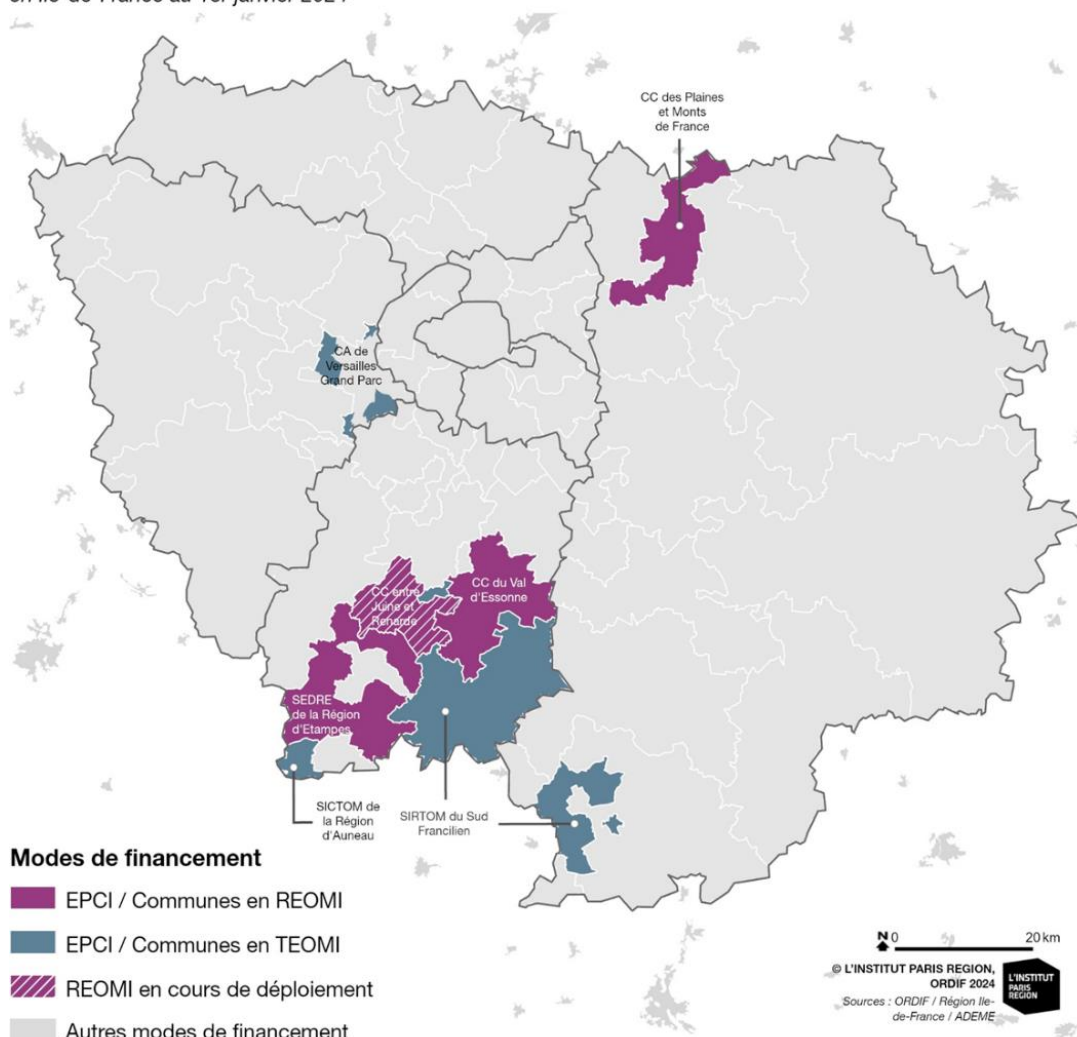 en Ile-de-France au 1er janvier 2024
CC des Plaines
et Monts
de France
CA de
Versailles
Grand Parc
CC entre
Juine et
Renarde
CC du Val
d'Essonne
SEDRE
de la Région
d'Etampes
SICTOM de
la Région
d'Auneau
SIRTOM du Sud
Francilien
Modes de financement
EPCI / Communes en REOMI
EPCI / Communes en TEOMI
REOMI en cours de déploiement
Autres modes de financement
N 0 20 km
© L'INSTITUT PARIS REGION,
ORDIF 2024
Sources : ORDIF / Région Ile-
de-France / ADEME
L'INSTITUT
PARIS
REGION